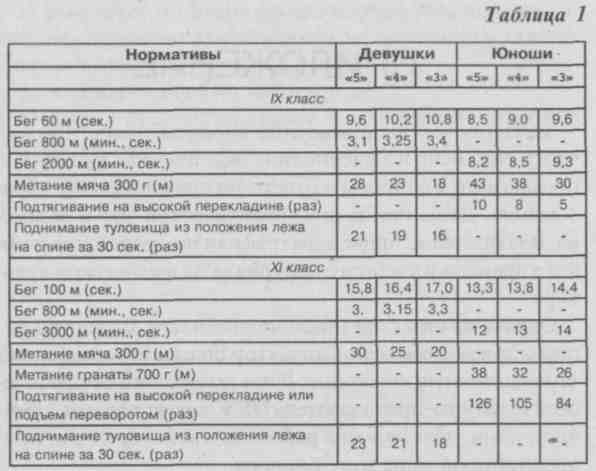 Таблица 1
Нормативы Девушки Юноши
«5» «4» «3» «5» «4» «3»
IX класс
Бег 60 м (сек.) 9,6 10,2 10,8 8,5 9,0 9,6
Бег 800 м (мин., сек.) 3,1 3,25 3,4 - - -
Бег 2000 м (мин., сек.) - - - 8.2 8,5 9,3
Метание мяча 300 г (м) 28 23 18 43 38 30
Подтягивание на высокой перекладине (раз) - - - 10 8 5
Поднимание туловища из положения лежа
на спине за 30 сек. (раз) 21 19 16 - - -
XI класс
Бег 100 м (сек.) 15,8 16,4 17,0 13,3 13,8 14,4
Бег 800 м (мин., сек.) 3. 3.15 3,3 - - -
Бег 3000 м (мин., сек.) - - - 12 13 14
Метание мяча 300 г (м) 30 25 20 - - -
Метание гранаты 700 г (м) - - - 38 32 26
Подтягивание на высокой перекладине или
подъем переворотом (раз) - - - 126 105 84
Поднимание туловища из положения лежа
на спине за 30 сек. (раз) 23 21 18 - - -